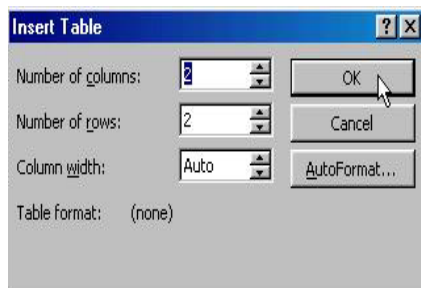 Insert Table ? X
Number of columns: 2 OK
Number of rows: 2 Cancel
Column width: Auto AutoFormat...
Table format: (none)